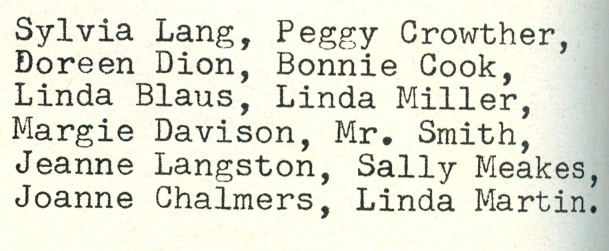 Sylvia Lang, Peggy Crowther,
Doreen Dion, Bonnie Cook,
Linda Blaus, Linda Miller,
Margie Davison, Mr. Smith,
Jeanne Langston, Sally Meakes,
Joanne Chalmers, Linda Martin.